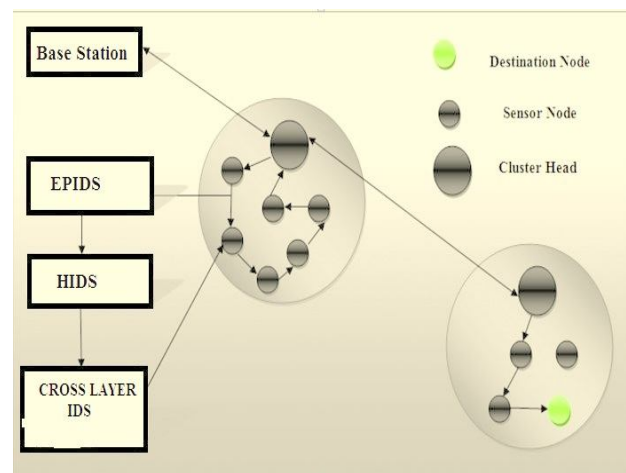 Base Station
EPIDS
HIDS
CROSS LAYER
IDS
Destination Node
Sensor Node
Cluster Head